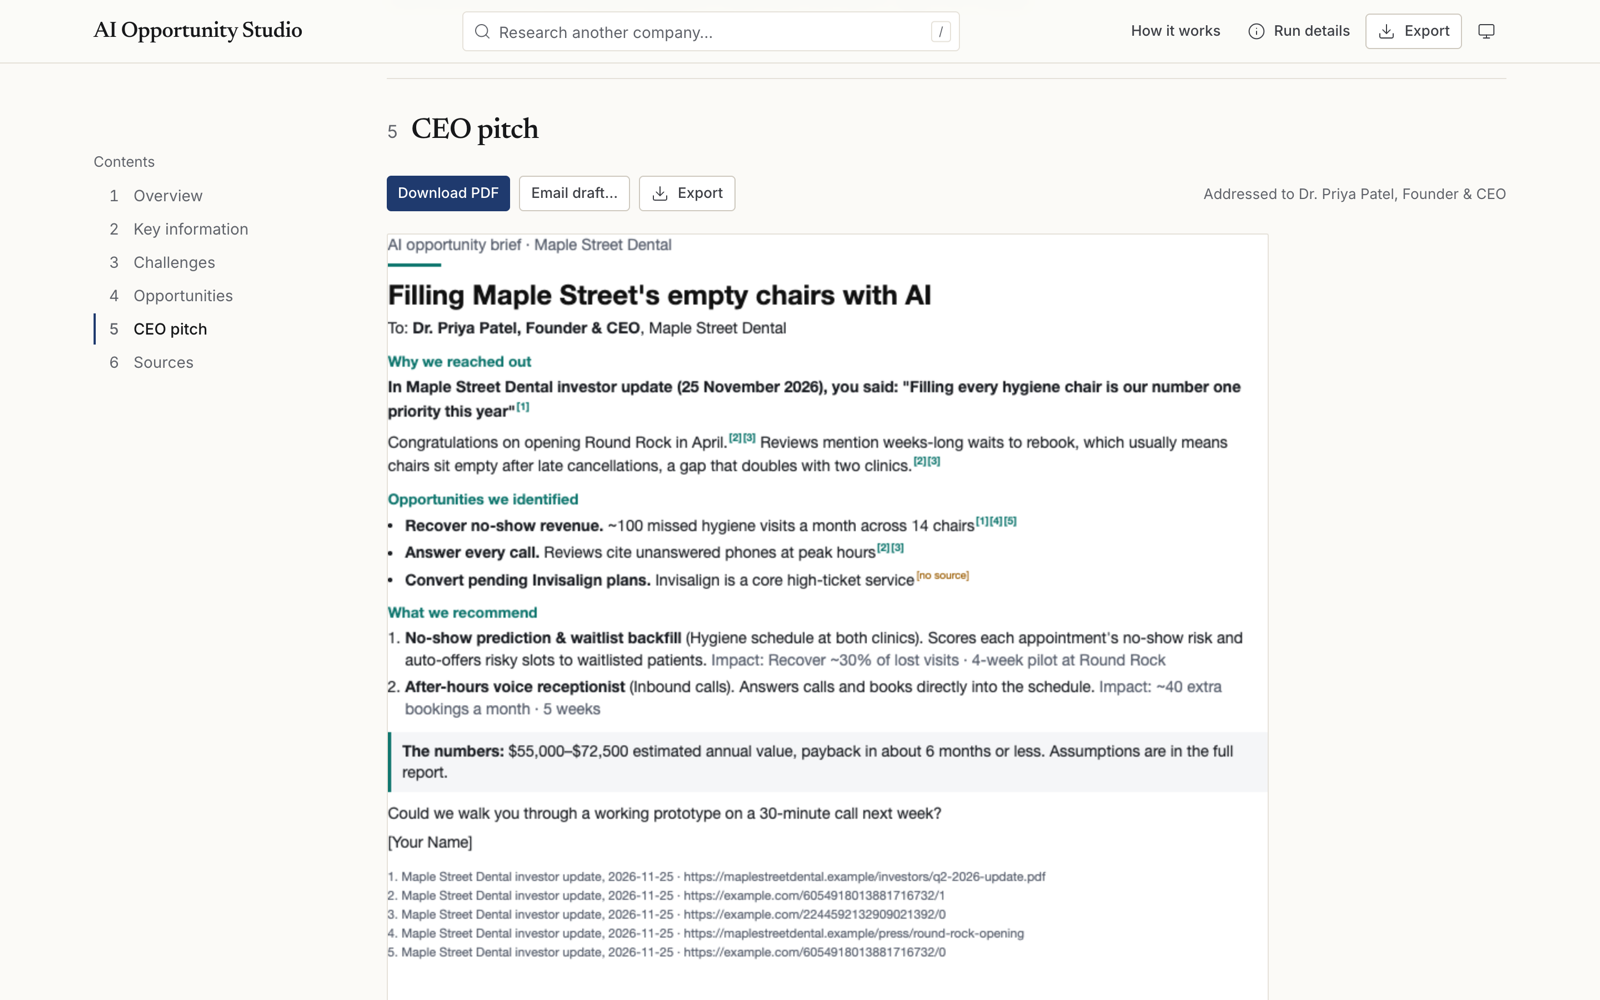 AI Opportunity Studio
Research another company...
/
How it works
Run details
Export
Contents
1 Overview
2 Key information
3 Challenges
4 Opportunities
5 CEO pitch
6 Sources
5 CEO pitch
Download PDF
Email draft...
Export
Addressed to Dr. Priya Patel, Founder & CEO
AI opportunity brief · Maple Street Dental
Filling Maple Street's empty chairs with AI
To: Dr. Priya Patel, Founder & CEO, Maple Street Dental
Why we reached out
In Maple Street Dental investor update (25 November 2026), you said: "Filling every hygiene chair is our number one
priority this year"[1]
Congratulations on opening Round Rock in April.[2][3] Reviews mention weeks-long waits to rebook, which usually means
chairs sit empty after late cancellations, a gap that doubles with two clinics.[2][3]
Opportunities we identified
• Recover no-show revenue. ~100 missed hygiene visits a month across 14 chairs[1][4][5]
• Answer every call. Reviews cite unanswered phones at peak hours[2][3]
• Convert pending Invisalign plans. Invisalign is a core high-ticket service[no source]
What we recommend
1. No-show prediction & waitlist backfill (Hygiene schedule at both clinics). Scores each appointment's no-show risk and
auto-offers risky slots to waitlisted patients. Impact: Recover ~30% of lost visits · 4-week pilot at Round Rock
2. After-hours voice receptionist (Inbound calls). Answers calls and books directly into the schedule. Impact: ~40 extra
bookings a month · 5 weeks
The numbers: $55,000–$72,500 estimated annual value, payback in about 6 months or less. Assumptions are in the full
report.
Could we walk you through a working prototype on a 30-minute call next week?
[Your Name]
1. Maple Street Dental investor update, 2026-11-25 · https://maplestreetdental.example/investors/q2-2026-update.pdf
2. Maple Street Dental investor update, 2026-11-25 · https://example.com/6054918013881716732/1
3. Maple Street Dental investor update, 2026-11-25 · https://example.com/2244592132909021392/0
4. Maple Street Dental investor update, 2026-11-25 · https://maplestreetdental.example/press/round-rock-opening
5. Maple Street Dental investor update, 2026-11-25 · https://example.com/6054918013881716732/0